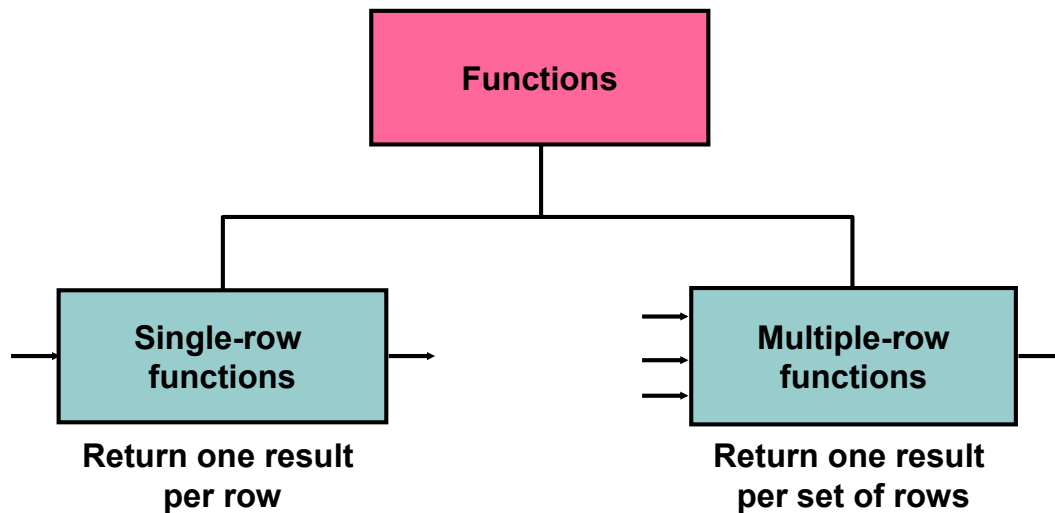 Functions
Single-row
functions
Return one result
per row
Multiple-row
functions
Return one result
per set of rows